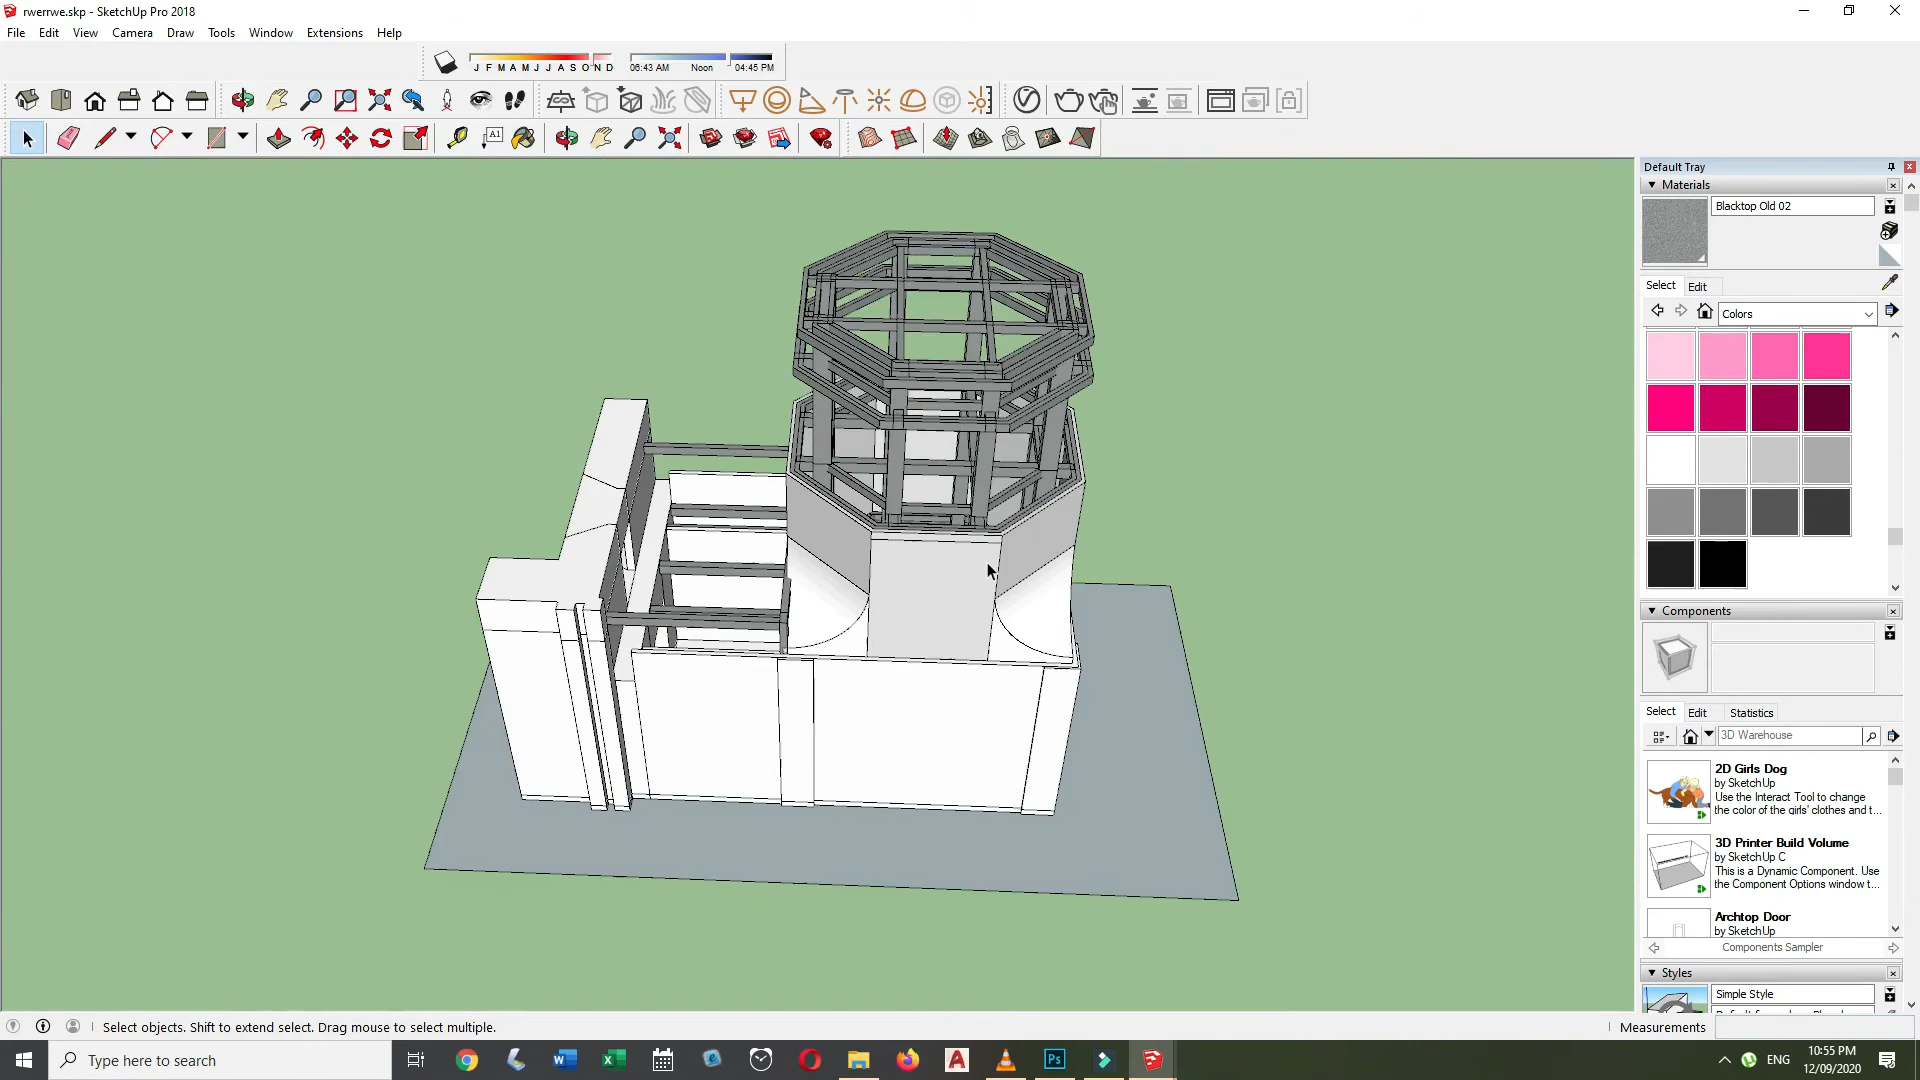 rwerrwe.skp - SketchUp Pro 2018
File Edit View Camera Draw Tools Window Extensions Help
J F M A M J J A S O N D
06:43 AM Noon 04:45 PM
A1
Default Tray
Materials
Blacktop Old 02
Select Edit
Colors
Components
Select Edit Statistics
3D Warehouse
2D Girls Dog
by SketchUp
Use the Interact Tool to change
the color of the girls' clothes and t...
3D Printer Build Volume
by SketchUp C
This is a Dynamic Component. Use
the Component Options window t...
Archtop Door
by SketchUp
Components Sampler
Styles
Simple Style
Select objects. Shift to extend select. Drag mouse to select multiple.
Measurements
Type here to search
ENG
10:55 PM
12/09/2020